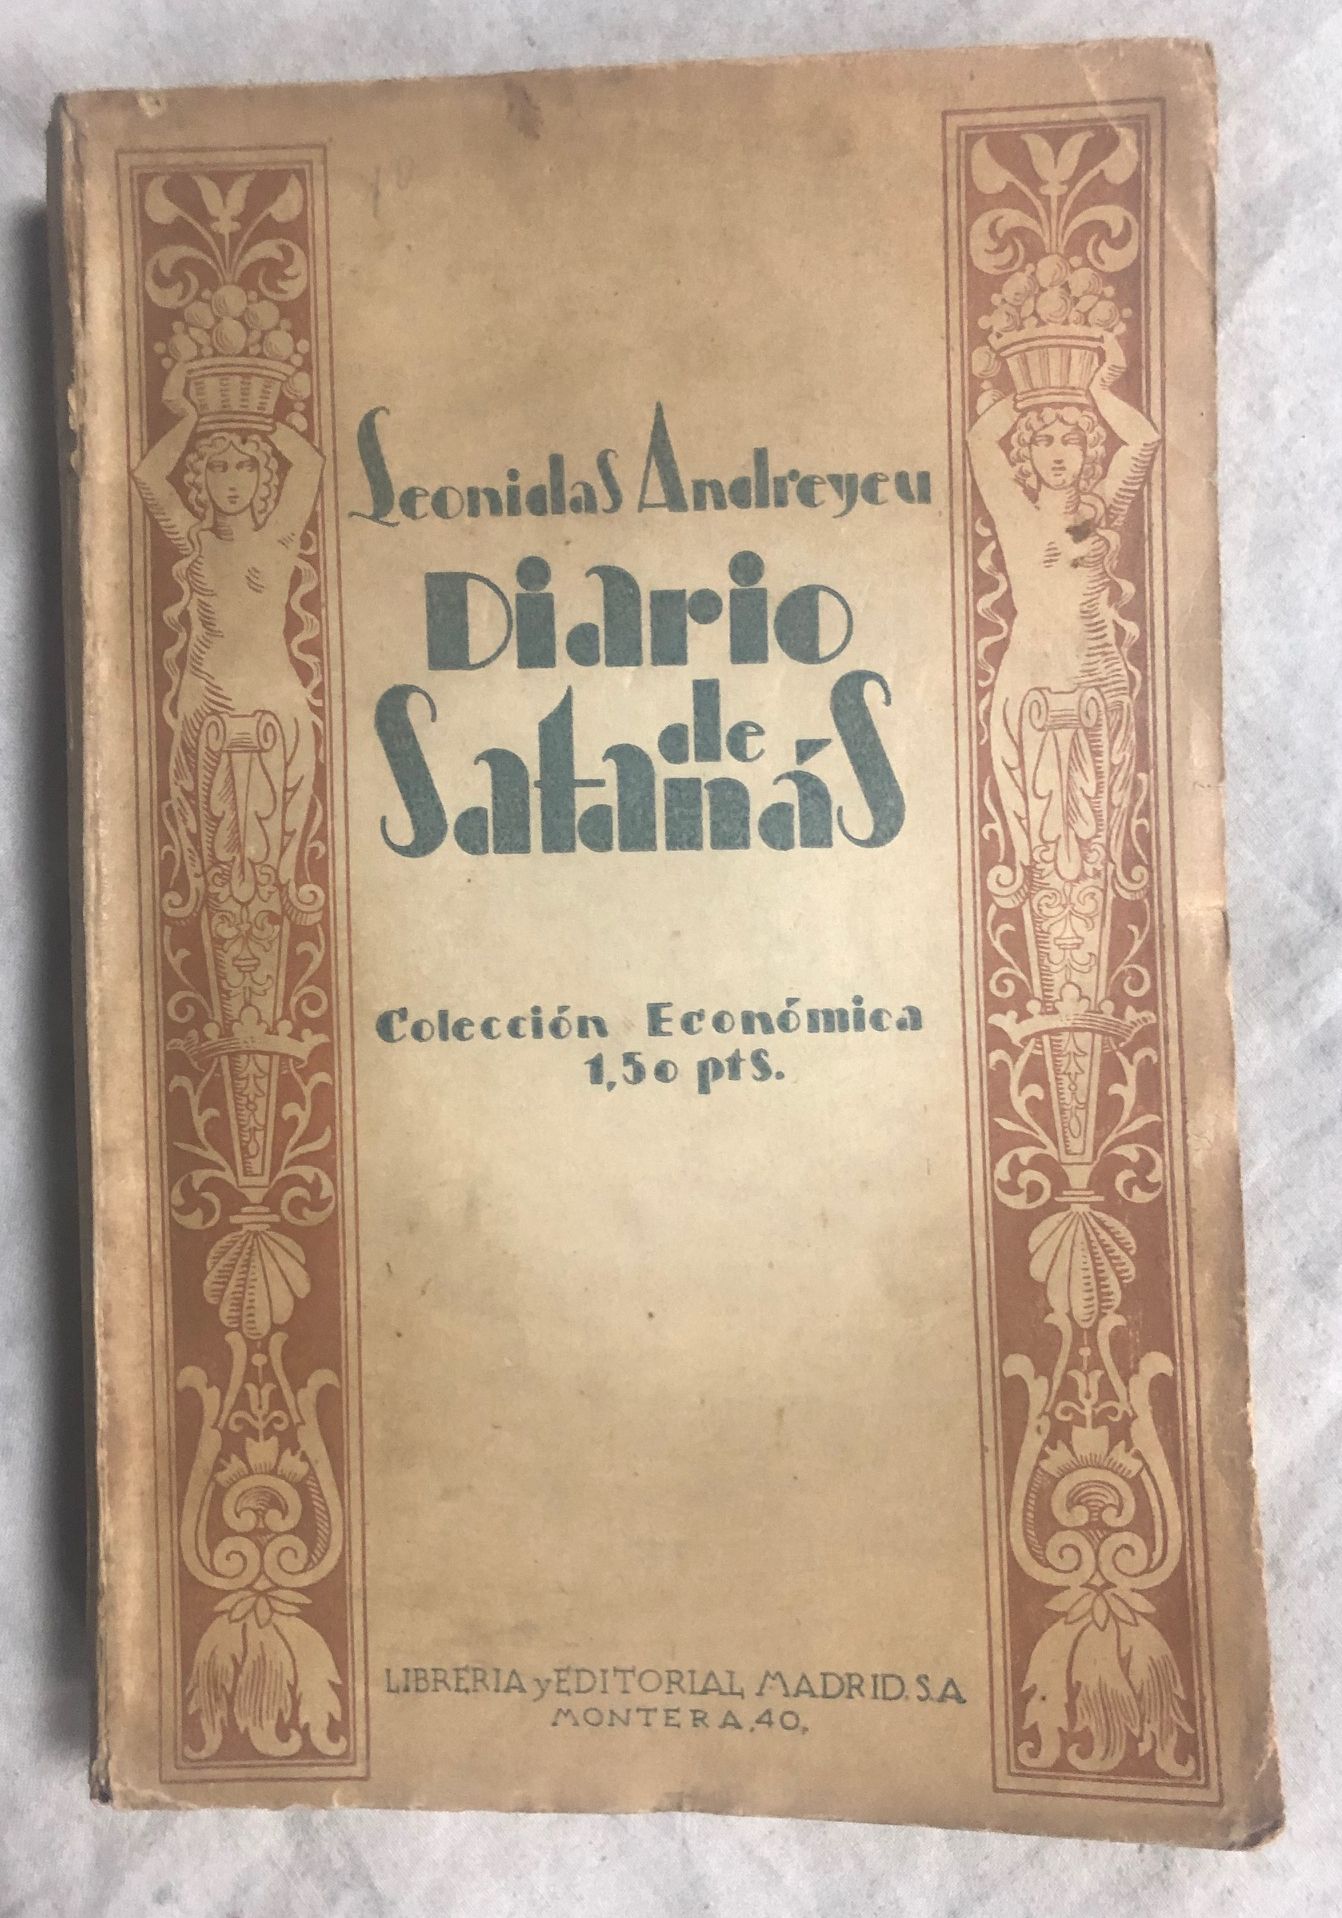 Leonidas Andreyeu
Diario
de
Satanás
Colección Económica
1,50 pts.
LIBRERIA y EDITORIAL MADRID. S.A
MONTERA, 40,